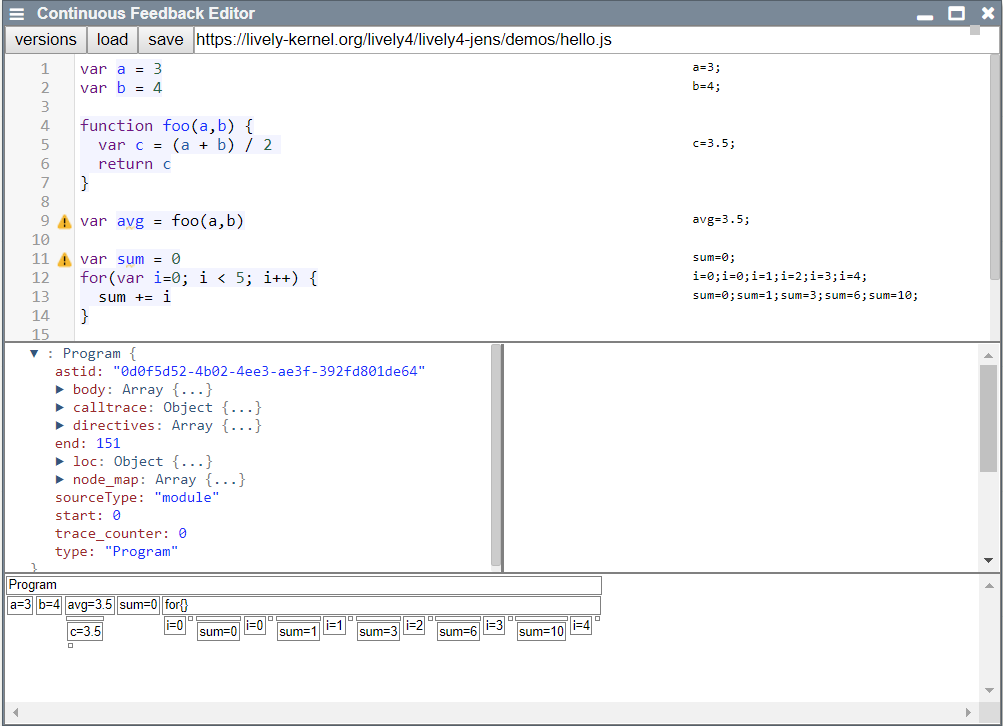 Continuous Feedback Editor
versions load save https://lively-kernel.org/lively4/lively4-jens/demos/hello.js
1 var a = 3 a=3;
2 var b = 4 b=4;
3
4 function foo(a,b) {
5 var c = (a + b) / 2 c=3.5;
6 return c
7 }
8
9 var avg = foo(a,b) avg=3.5;
10
11 var sum = 0 sum=0;
12 for(var i=0; i < 5; i++) { i=0;i=0;i=1;i=2;i=3;i=4;
13 sum += i sum=0;sum=1;sum=3;sum=6;sum=10;
14 }
15
▼ : Program {
astid: "0d0f5d52-4b02-4ee3-ae3f-392fd801de64"
▶ body: Array {...}
▶ calltrace: Object {...}
▶ directives: Array {...}
end: 151
▶ loc: Object {...}
▶ node_map: Array {...}
sourceType: "module"
start: 0
trace_counter: 0
type: "Program"
}
Program
a=3 b=4 avg=3.5 sum=0 for{}
c=3.5 i=0 sum=0 i=0 sum=1 i=1 sum=3 i=2 sum=6 i=3 sum=10 i=4